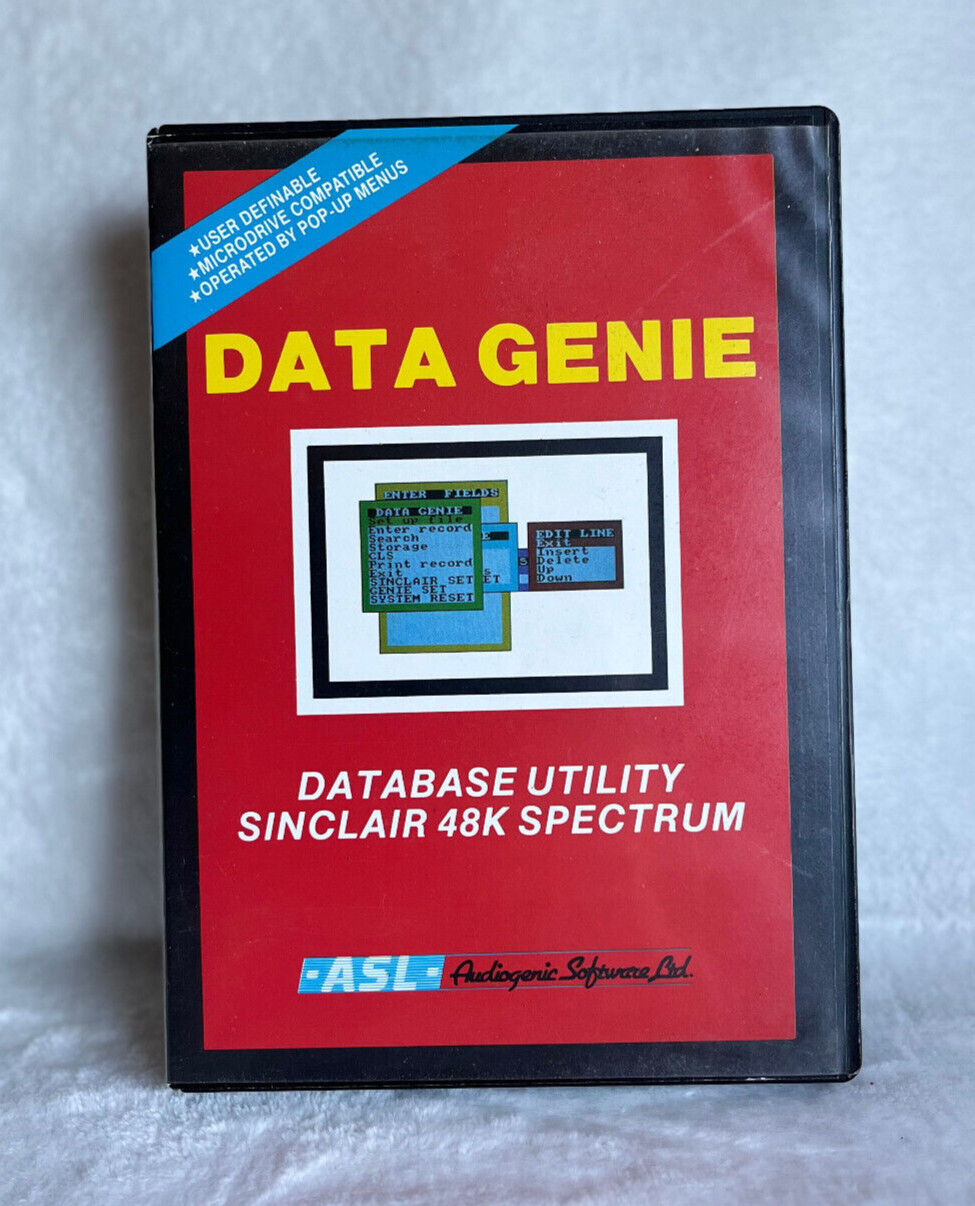 ★USER DEFINABLE
★MICRODRIVE COMPATIBLE
★OPERATED BY POP-UP MENUS
DATA GENIE
ENTER FIELDS
DATA GENIE
Set up file
Enter record
Search
Storage
CLS
Print record
Exit
SINCLAIR SET
GENIE SET
SYSTEM RESET
E
S
S
ET
EDIT LINE
Exit
Insert
Delete
Up
Down
DATABASE UTILITY
SINCLAIR 48K SPECTRUM
·ASL· Audiogenic Software Ltd.